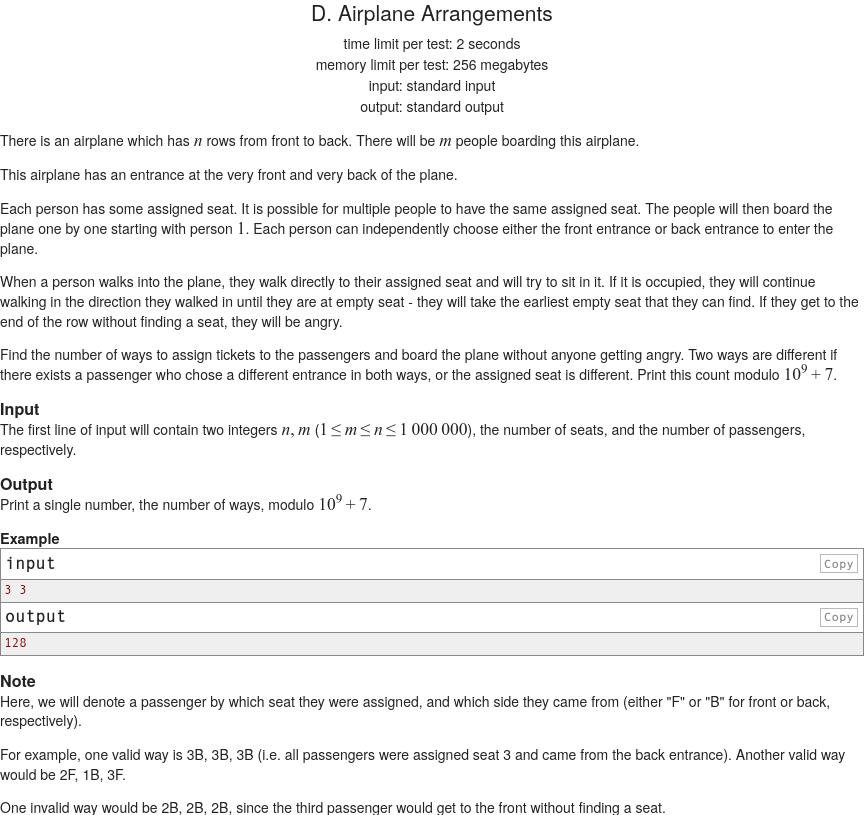 D. Airplane Arrangements
time limit per test: 2 seconds
memory limit per test: 256 megabytes
input: standard input
output: standard output
There is an airplane which has n rows from front to back. There will be m people boarding this airplane.
This airplane has an entrance at the very front and very back of the plane.
Each person has some assigned seat. It is possible for multiple people to have the same assigned seat. The people will then board the
plane one by one starting with person 1. Each person can independently choose either the front entrance or back entrance to enter the
plane.
When a person walks into the plane, they walk directly to their assigned seat and will try to sit in it. If it is occupied, they will continue
walking in the direction they walked in until they are at empty seat - they will take the earliest empty seat that they can find. If they get to the
end of the row without finding a seat, they will be angry.
Find the number of ways to assign tickets to the passengers and board the plane without anyone getting angry. Two ways are different if
there exists a passenger who chose a different entrance in both ways, or the assigned seat is different. Print this count modulo 10⁹ + 7.
Input
The first line of input will contain two integers n, m (1 ≤ m ≤ n ≤ 1 000 000), the number of seats, and the number of passengers,
respectively.
Output
Print a single number, the number of ways, modulo 10⁹ + 7.
Example
input Copy
3 3
output Copy
128
Note
Here, we will denote a passenger by which seat they were assigned, and which side they came from (either "F" or "B" for front or back,
respectively).
For example, one valid way is 3B, 3B, 3B (i.e. all passengers were assigned seat 3 and came from the back entrance). Another valid way
would be 2F, 1B, 3F.
One invalid way would be 2B, 2B, 2B, since the third passenger would get to the front without finding a seat.